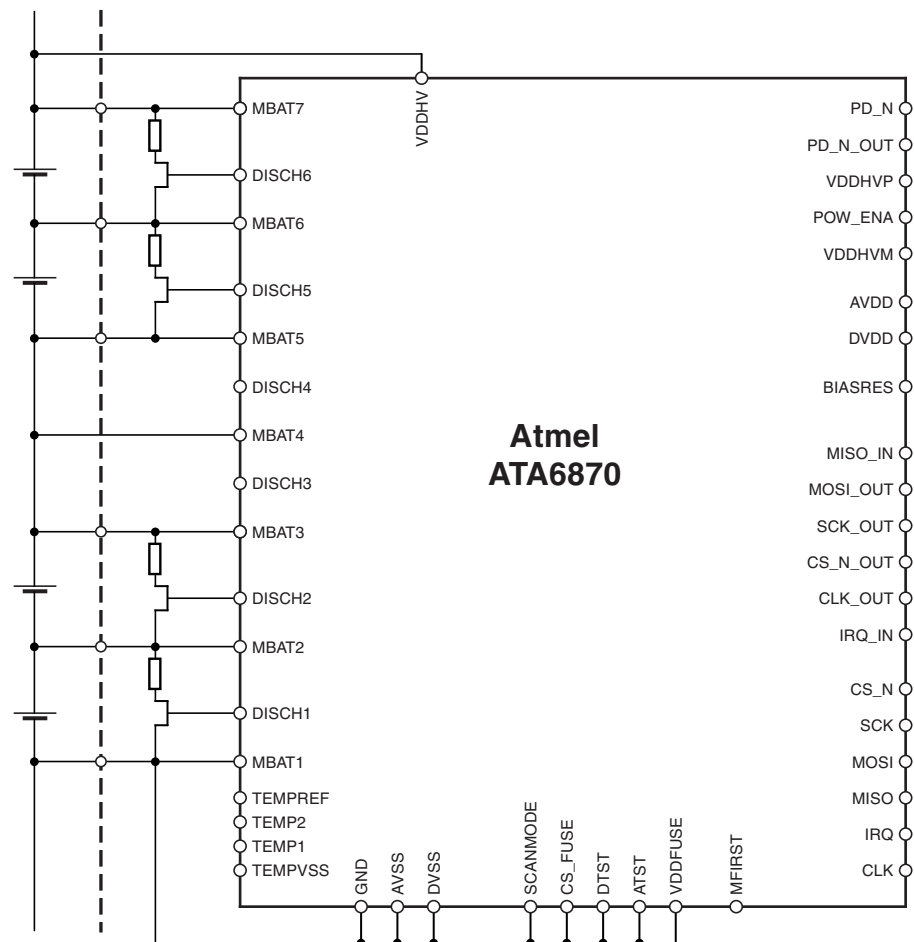 VDDHV
MBAT7
DISCH6
MBAT6
DISCH5
MBAT5
DISCH4
MBAT4
DISCH3
MBAT3
DISCH2
MBAT2
DISCH1
MBAT1
TEMPREF
TEMP2
TEMP1
TEMPVSS
Atmel
ATA6870
PD_N
PD_N_OUT
VDDHVP
POW_ENA
VDDHVM
AVDD
DVDD
BIASRES
MISO_IN
MOSI_OUT
SCK_OUT
CS_N_OUT
CLK_OUT
IRQ_IN
CS_N
SCK
MOSI
MISO
IRQ
CLK
GND
AVSS
DVSS
SCANMODE
CS_FUSE
DTST
ATST
VDDFUSE
MFIRST